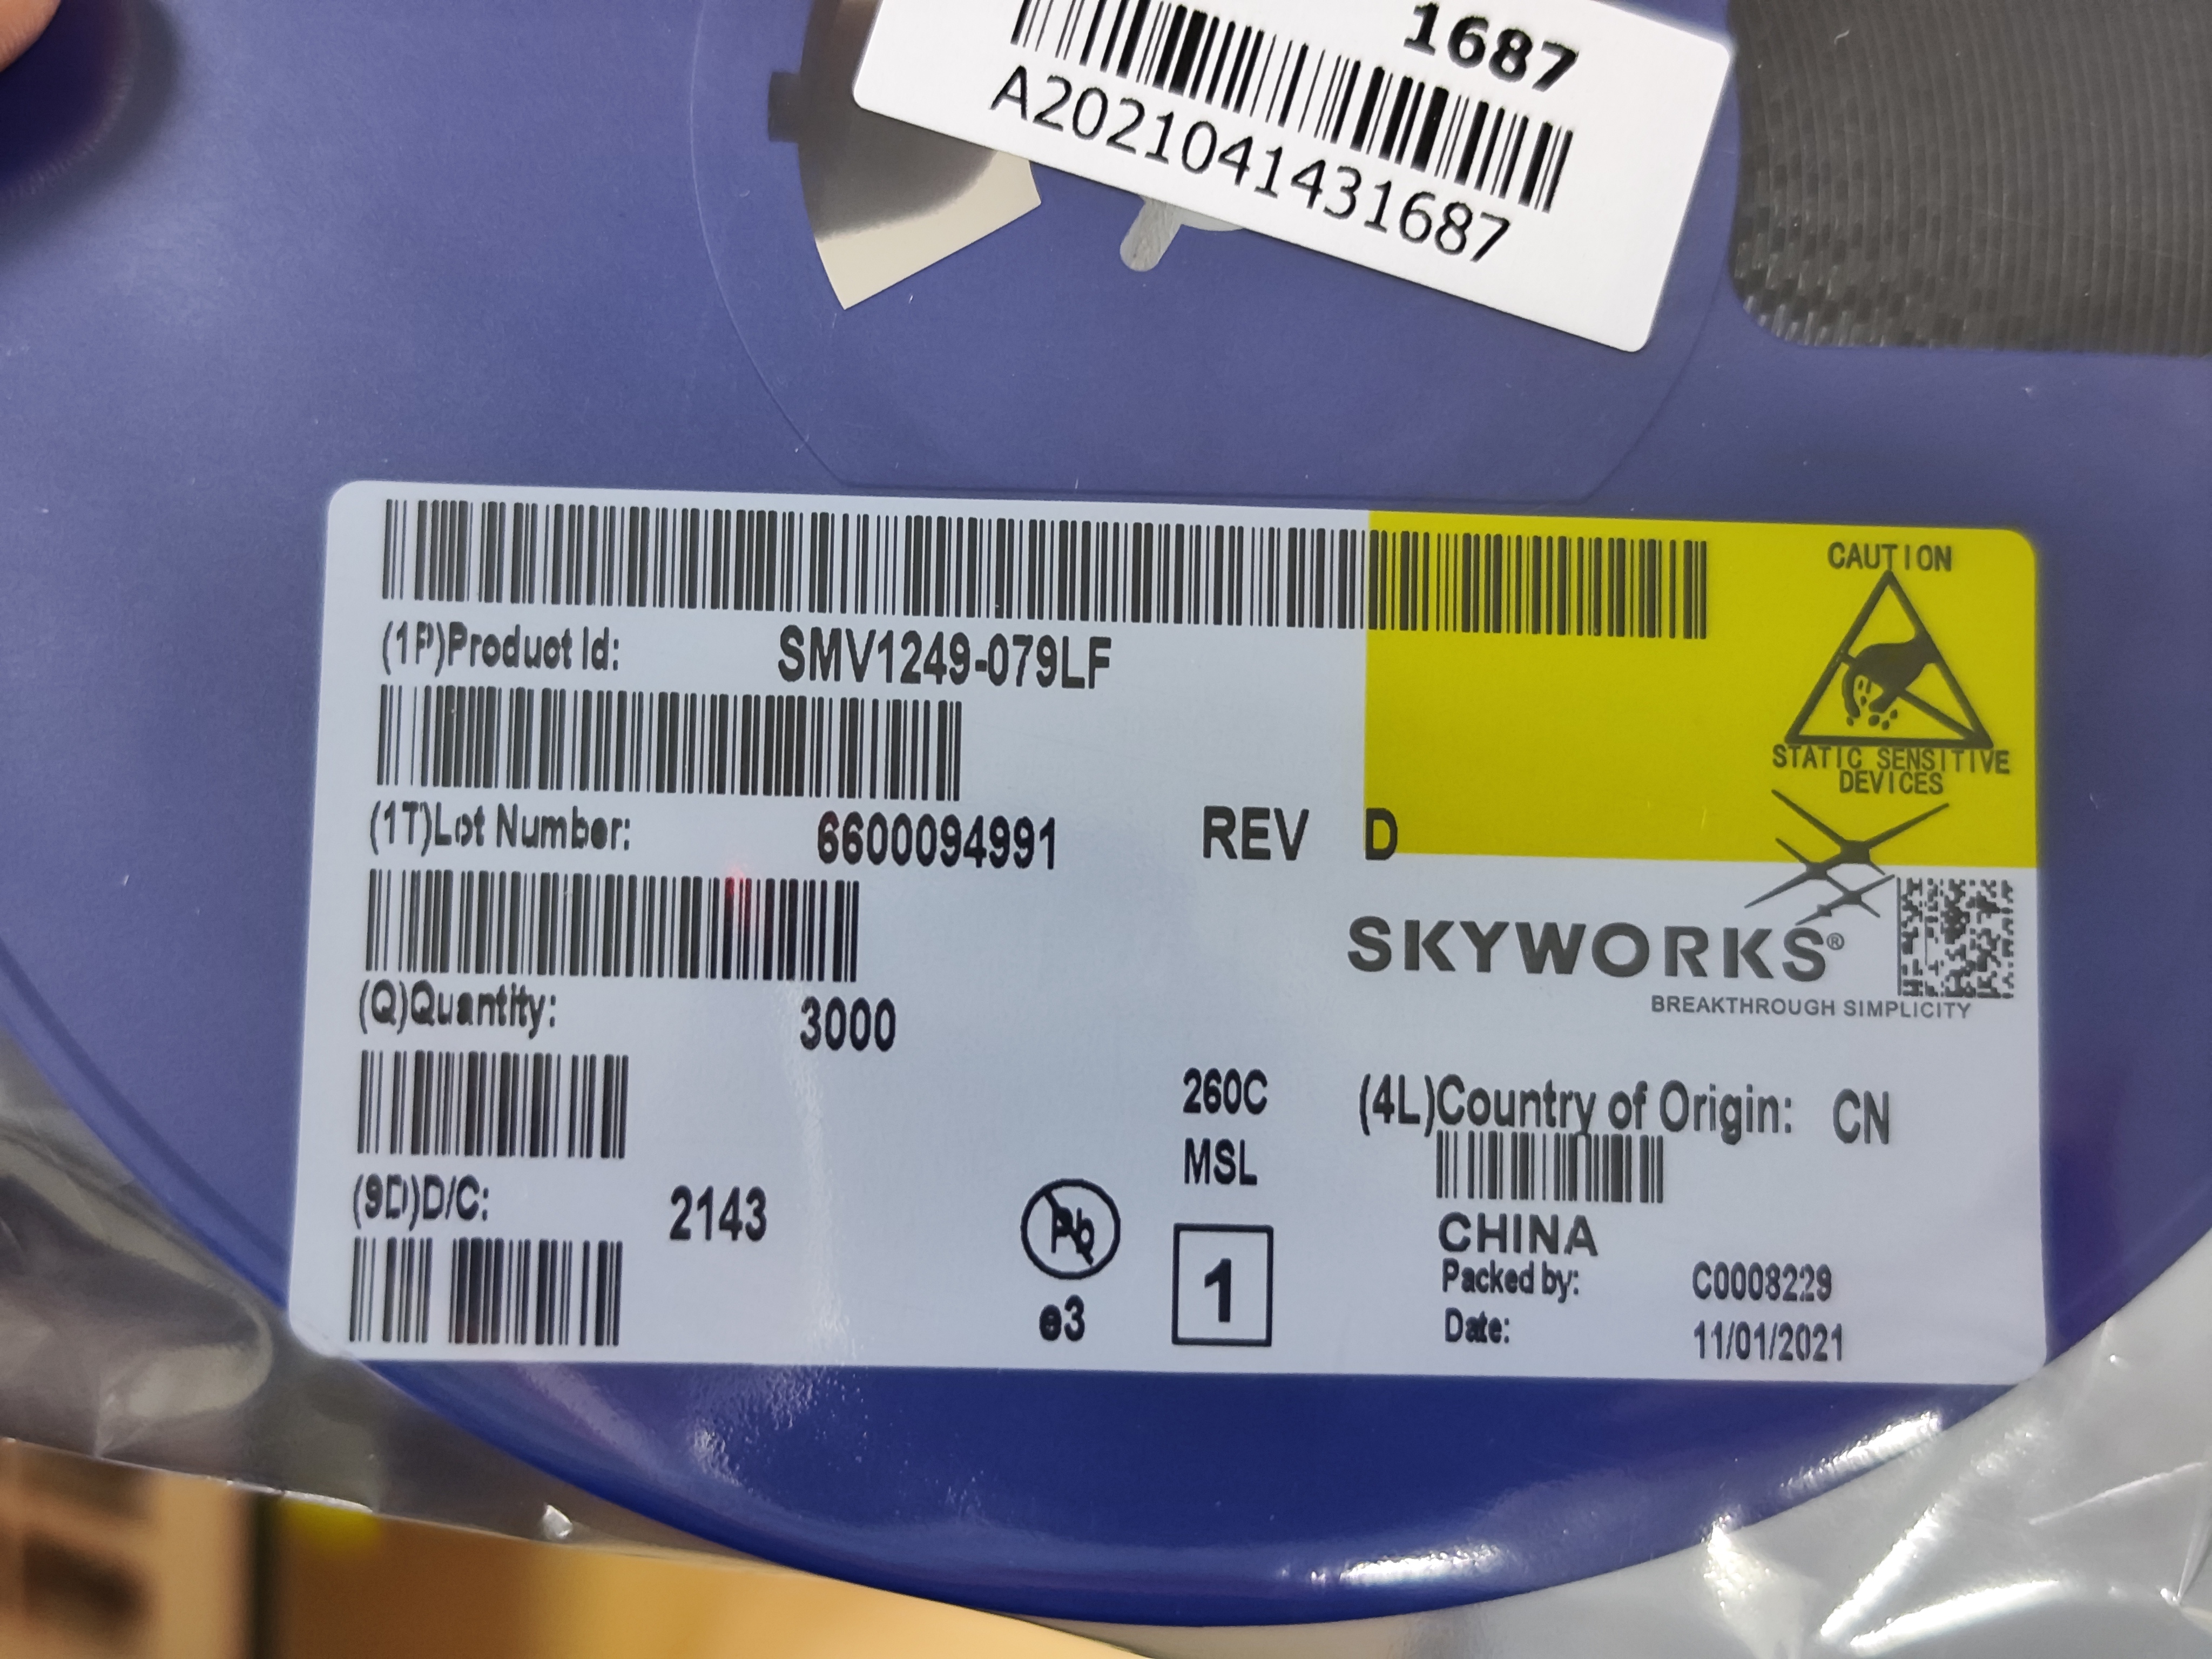 1687
A202104131687
CAUTION
(1P)Product Id: SMV1249-079LF
STATIC SENSITIVE
DEVICES
(1T)Lot Number: 6600094991 REV D
SKYWORKS®
BREAKTHROUGH SIMPLICITY
(Q)Quantity: 3000
260C
(4L)Country of Origin: CN
MSL
(9D)D/C: 2143
Pb
1
e3
CHINA
Packed by: C0008229
Date: 11/01/2021